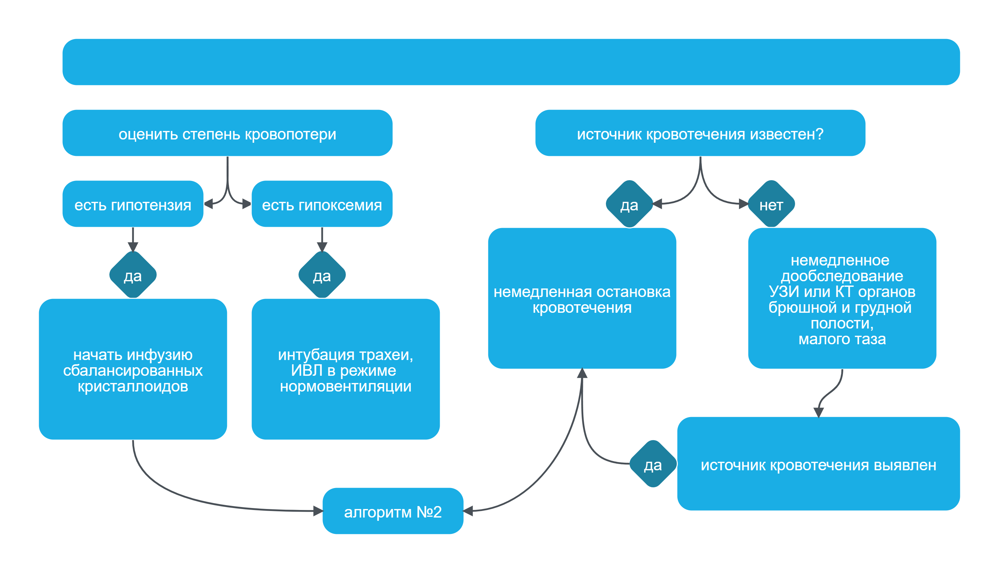 оценить степень кровопотери
источник кровотечения известен?
есть гипотензия
есть гипоксемия
да
нет
да
да
немедленная остановка
кровотечения
немедленное
дообследование
УЗИ или КТ органов
брюшной и грудной
полости,
малого таза
начать инфузию
сбалансированных
кристаллоидов
интубация трахеи,
ИВЛ в режиме
нормовентиляции
да
источник кровотечения выявлен
алгоритм №2